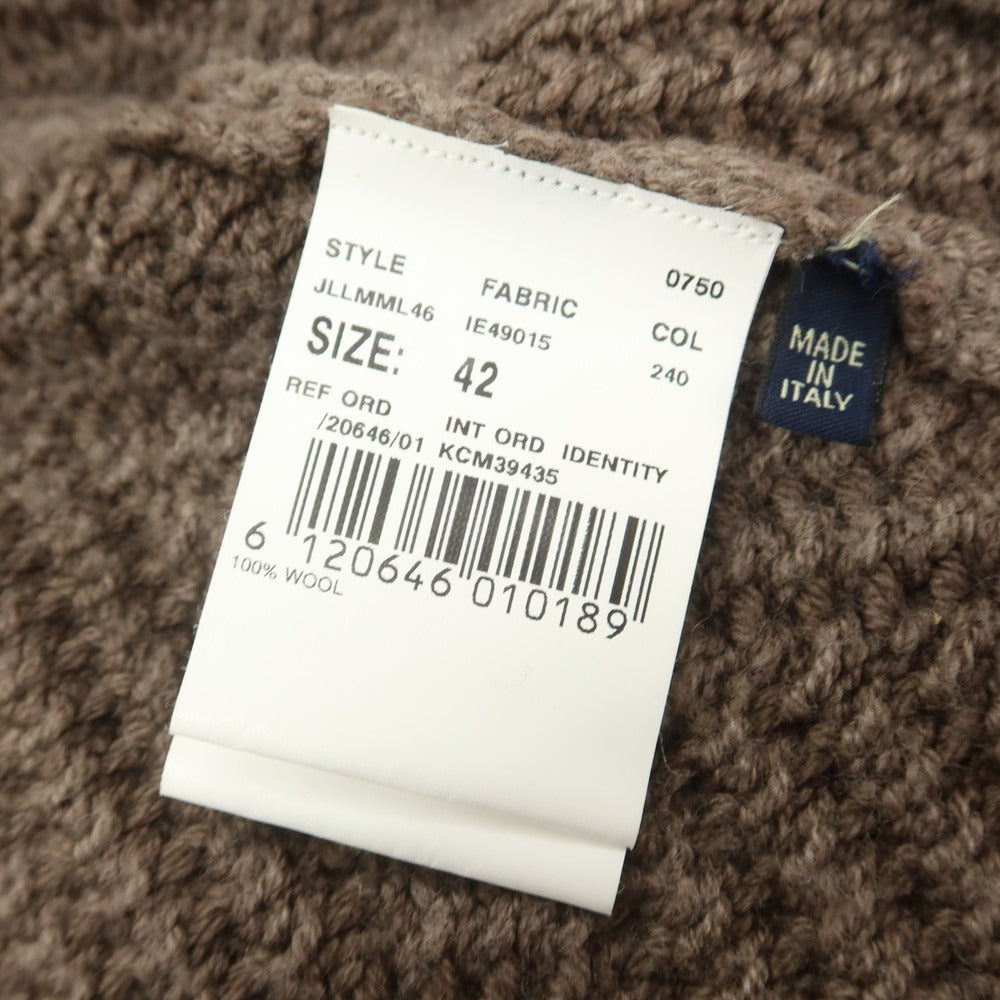 STYLE FABRIC 0750
JLLMML46 IE49015 COL
SIZE: 42 240
REF ORD INT ORD IDENTITY
/20646/01 KCM39435
6 120646 010189
100% WOOL
MADE
IN
ITALY